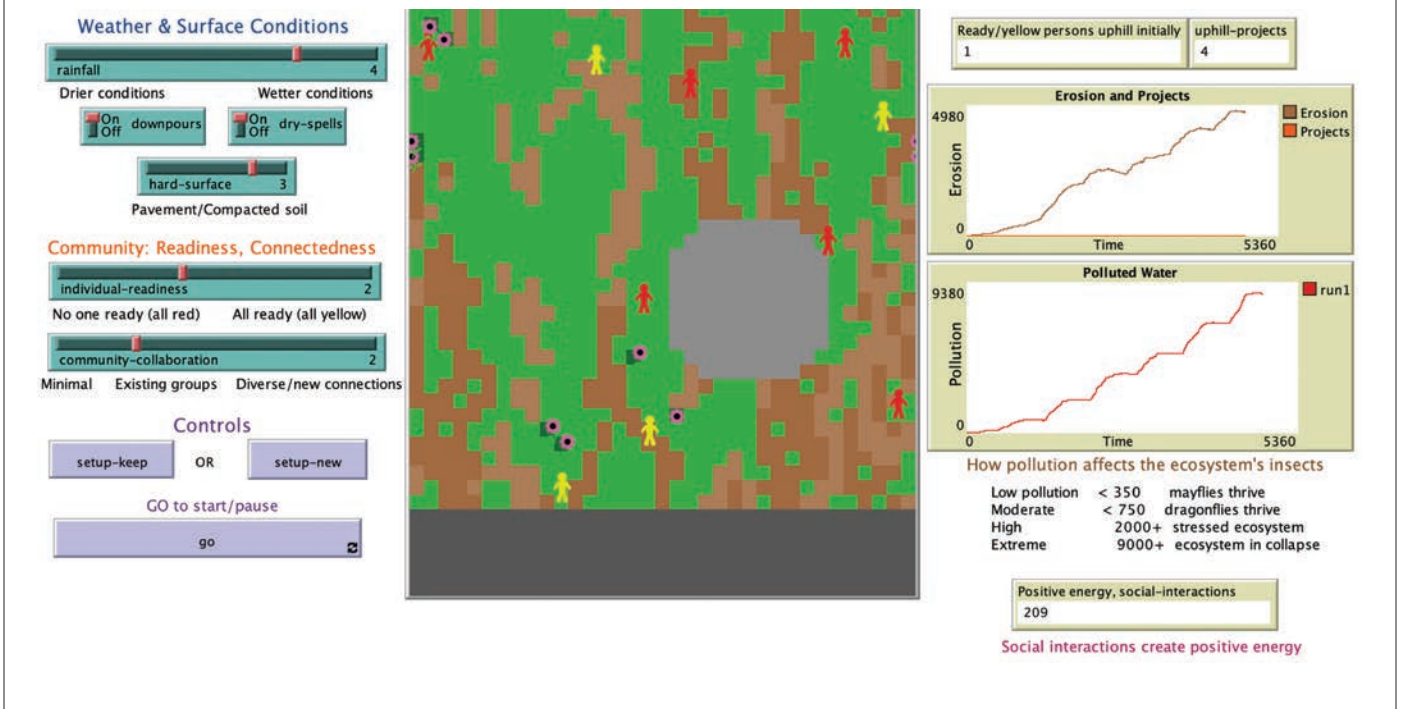 Weather & Surface Conditions
rainfall 4
Drier conditions Wetter conditions
On
Off
downpours
On
Off
dry-spells
hard-surface 3
Pavement/Compacted soil
Community: Readiness, Connectedness
individual-readiness 2
No one ready (all red) All ready (all yellow)
community-collaboration 2
Minimal Existing groups Diverse/new connections
Controls
setup-keep OR setup-new
GO to start/pause
go
Ready/yellow persons uphill initially
1
uphill-projects
4
Erosion and Projects
4980
Erosion
0
0 Time 5360
Erosion
Projects
Polluted Water
9380
Pollution
0
0 Time 5360
run1
How pollution affects the ecosystem's insects
Low pollution < 350 mayflies thrive
Moderate < 750 dragonflies thrive
High 2000+ stressed ecosystem
Extreme 9000+ ecosystem in collapse
Positive energy, social-interactions
209
Social interactions create positive energy